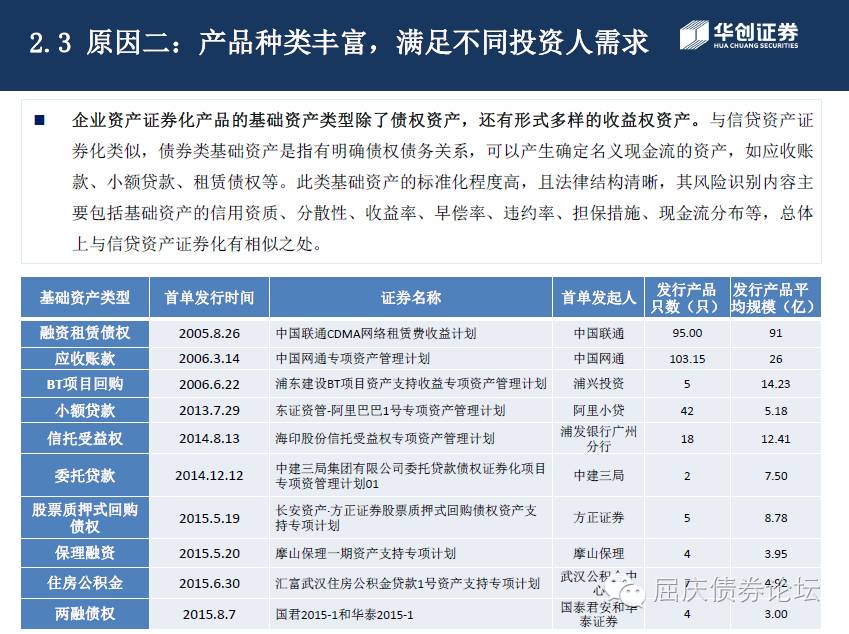 2.3 原因二：产品种类丰富，满足不同投资人需求
华创证券
HUA CHUANG SECURITIES
企业资产证券化产品的基础资产类型除了债权资产，还有形式多样的收益权资产。与信贷资产证
券化类似，债券类基础资产是指有明确债权债务关系，可以产生确定名义现金流的资产，如应收账
款、小额贷款、租赁债权等。此类基础资产的标准化程度高，且法律结构清晰，其风险识别内容主
要包括基础资产的信用资质、分散性、收益率、早偿率、违约率、担保措施、现金流分布等，总体
上与信贷资产证券化有相似之处。
基础资产类型 首单发行时间 证券名称 首单发起人 发行产品只数（只） 发行产品平均规模（亿）
融资租赁债权 2005.8.26 中国联通CDMA网络租赁费收益计划 中国联通 95.00 91
应收账款 2006.3.14 中国网通专项资产管理计划 中国网通 103.15 26
BT项目回购 2006.6.22 浦东建设BT项目资产支持收益专项资产管理计划 浦兴投资 5 14.23
小额贷款 2013.7.29 东证资管-阿里巴巴1号专项资产管理计划 阿里小贷 42 5.18
信托受益权 2014.8.13 海印股份信托受益权专项资产管理计划 浦发银行广州分行 18 12.41
委托贷款 2014.12.12 中建三局集团有限公司委托贷款债权证券化项目专项资管理计划01 中建三局 2 7.50
股票质押式回购债权 2015.5.19 长安资产·方正证券股票质押式回购债权资产支持专项计划 方正证券 5 8.78
保理融资 2015.5.20 摩山保理一期资产支持专项计划 摩山保理 4 3.95
住房公积金 2015.6.30 汇富武汉住房公积金贷款1号资产支持专项计划 武汉公积金中心 7 4.92
两融债权 2015.8.7 国君2015-1和华泰2015-1 国泰君安和华泰证券 4 3.00
屈庆债券论坛